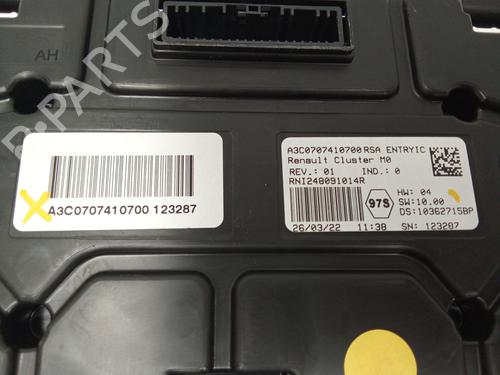 AH
B-PARTS
A3C0707410700 123287
A3C0707410700 RSA ENTRYIC
Renault Cluster M0
REV.: 01 IND.: 0
RNI248091014R
97S
HW: 04
SW:10.00
DS:10362715BP
26/03/22 11:38 SN: 123287